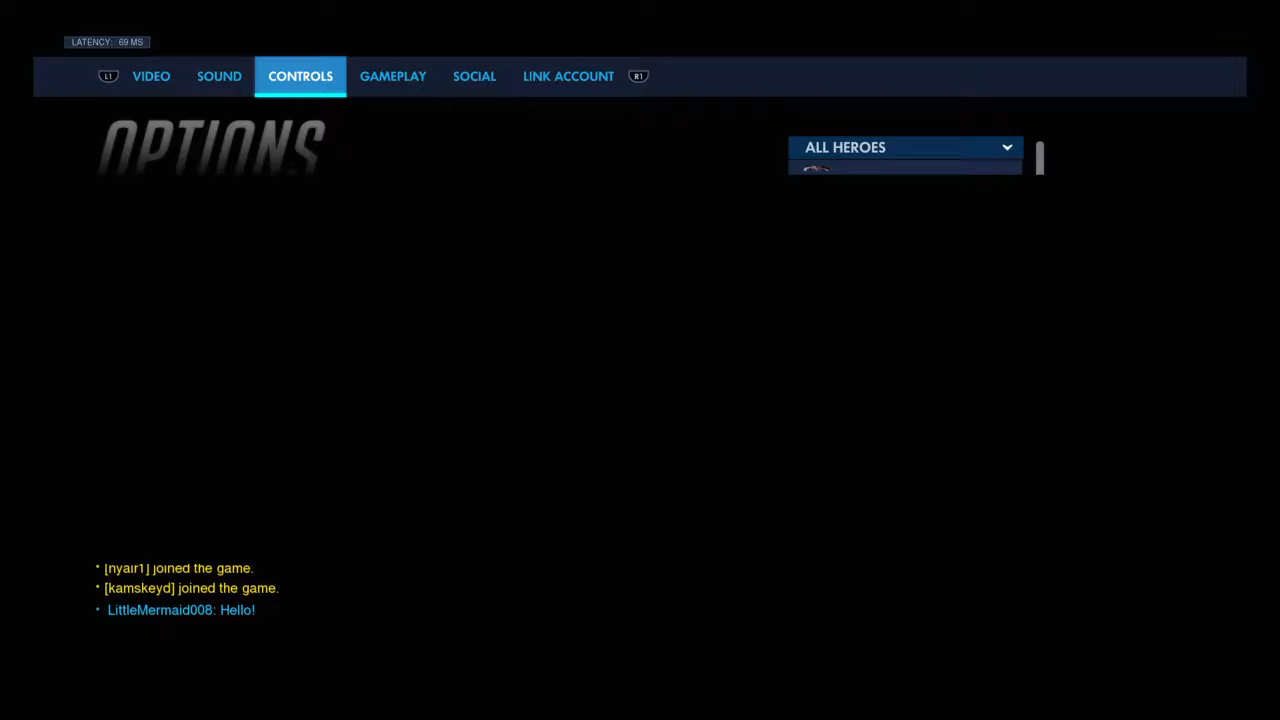 LATENCY: 69 MS
L1 VIDEO SOUND CONTROLS GAMEPLAY SOCIAL LINK ACCOUNT R1
OPTIONS
ALL HEROES
• [nyair1] joined the game.
• [kamskeyd] joined the game.
• LittleMermaid008: Hello!